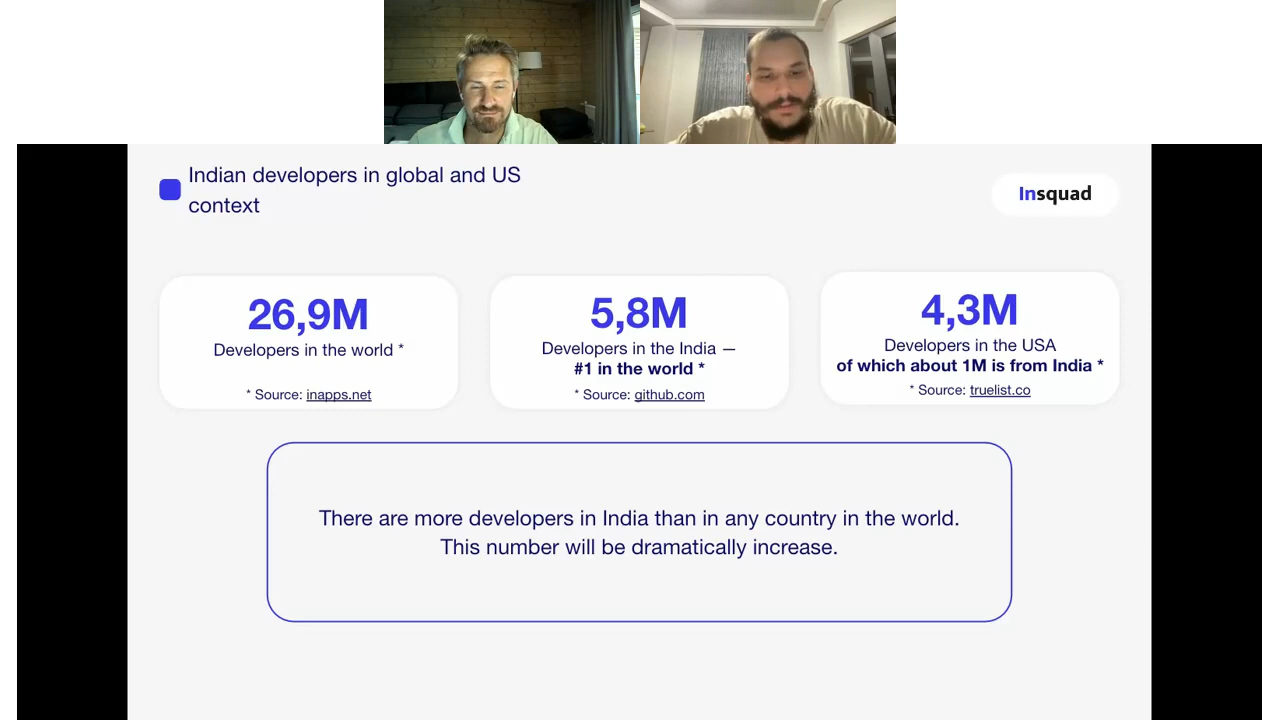 Indian developers in global and US
context
Insquad
26,9M
Developers in the world *
* Source: inapps.net
5,8M
Developers in the India —
#1 in the world *
* Source: github.com
4,3M
Developers in the USA
of which about 1M is from India *
* Source: truelist.co
There are more developers in India than in any country in the world.
This number will be dramatically increase.